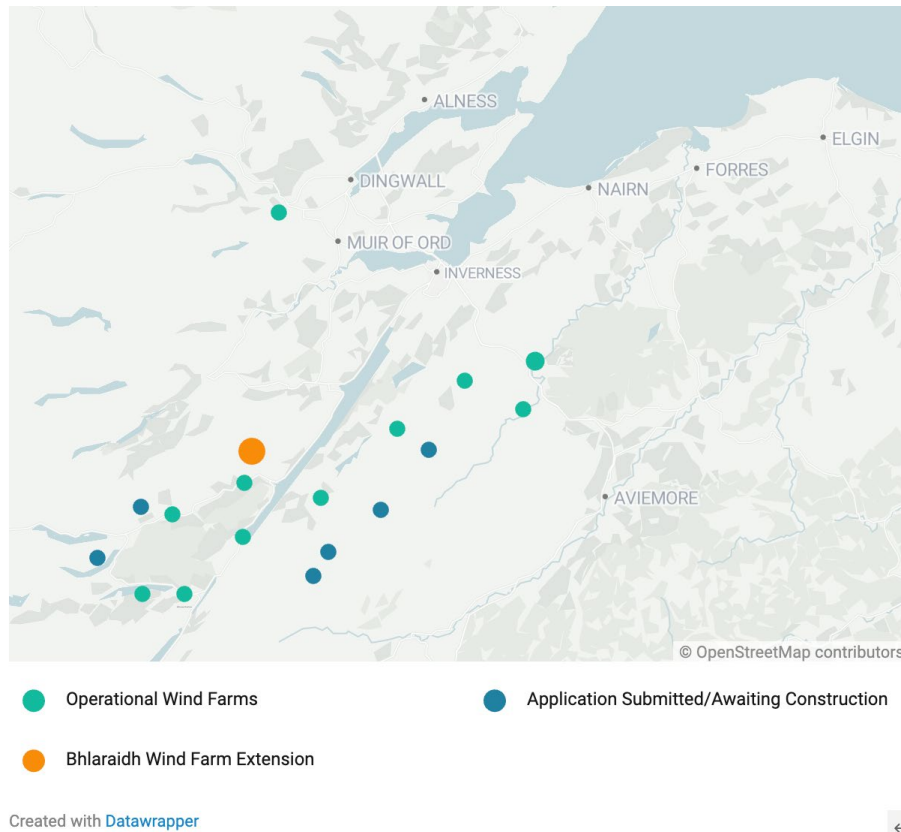 ALNESS
ELGIN
FORRES
DINGWALL
NAIRN
MUIR OF ORD
INVERNESS
AVIEMORE
© OpenStreetMap contributors
Operational Wind Farms
Application Submitted/Awaiting Construction
Bhlaraidh Wind Farm Extension
Created with Datawrapper